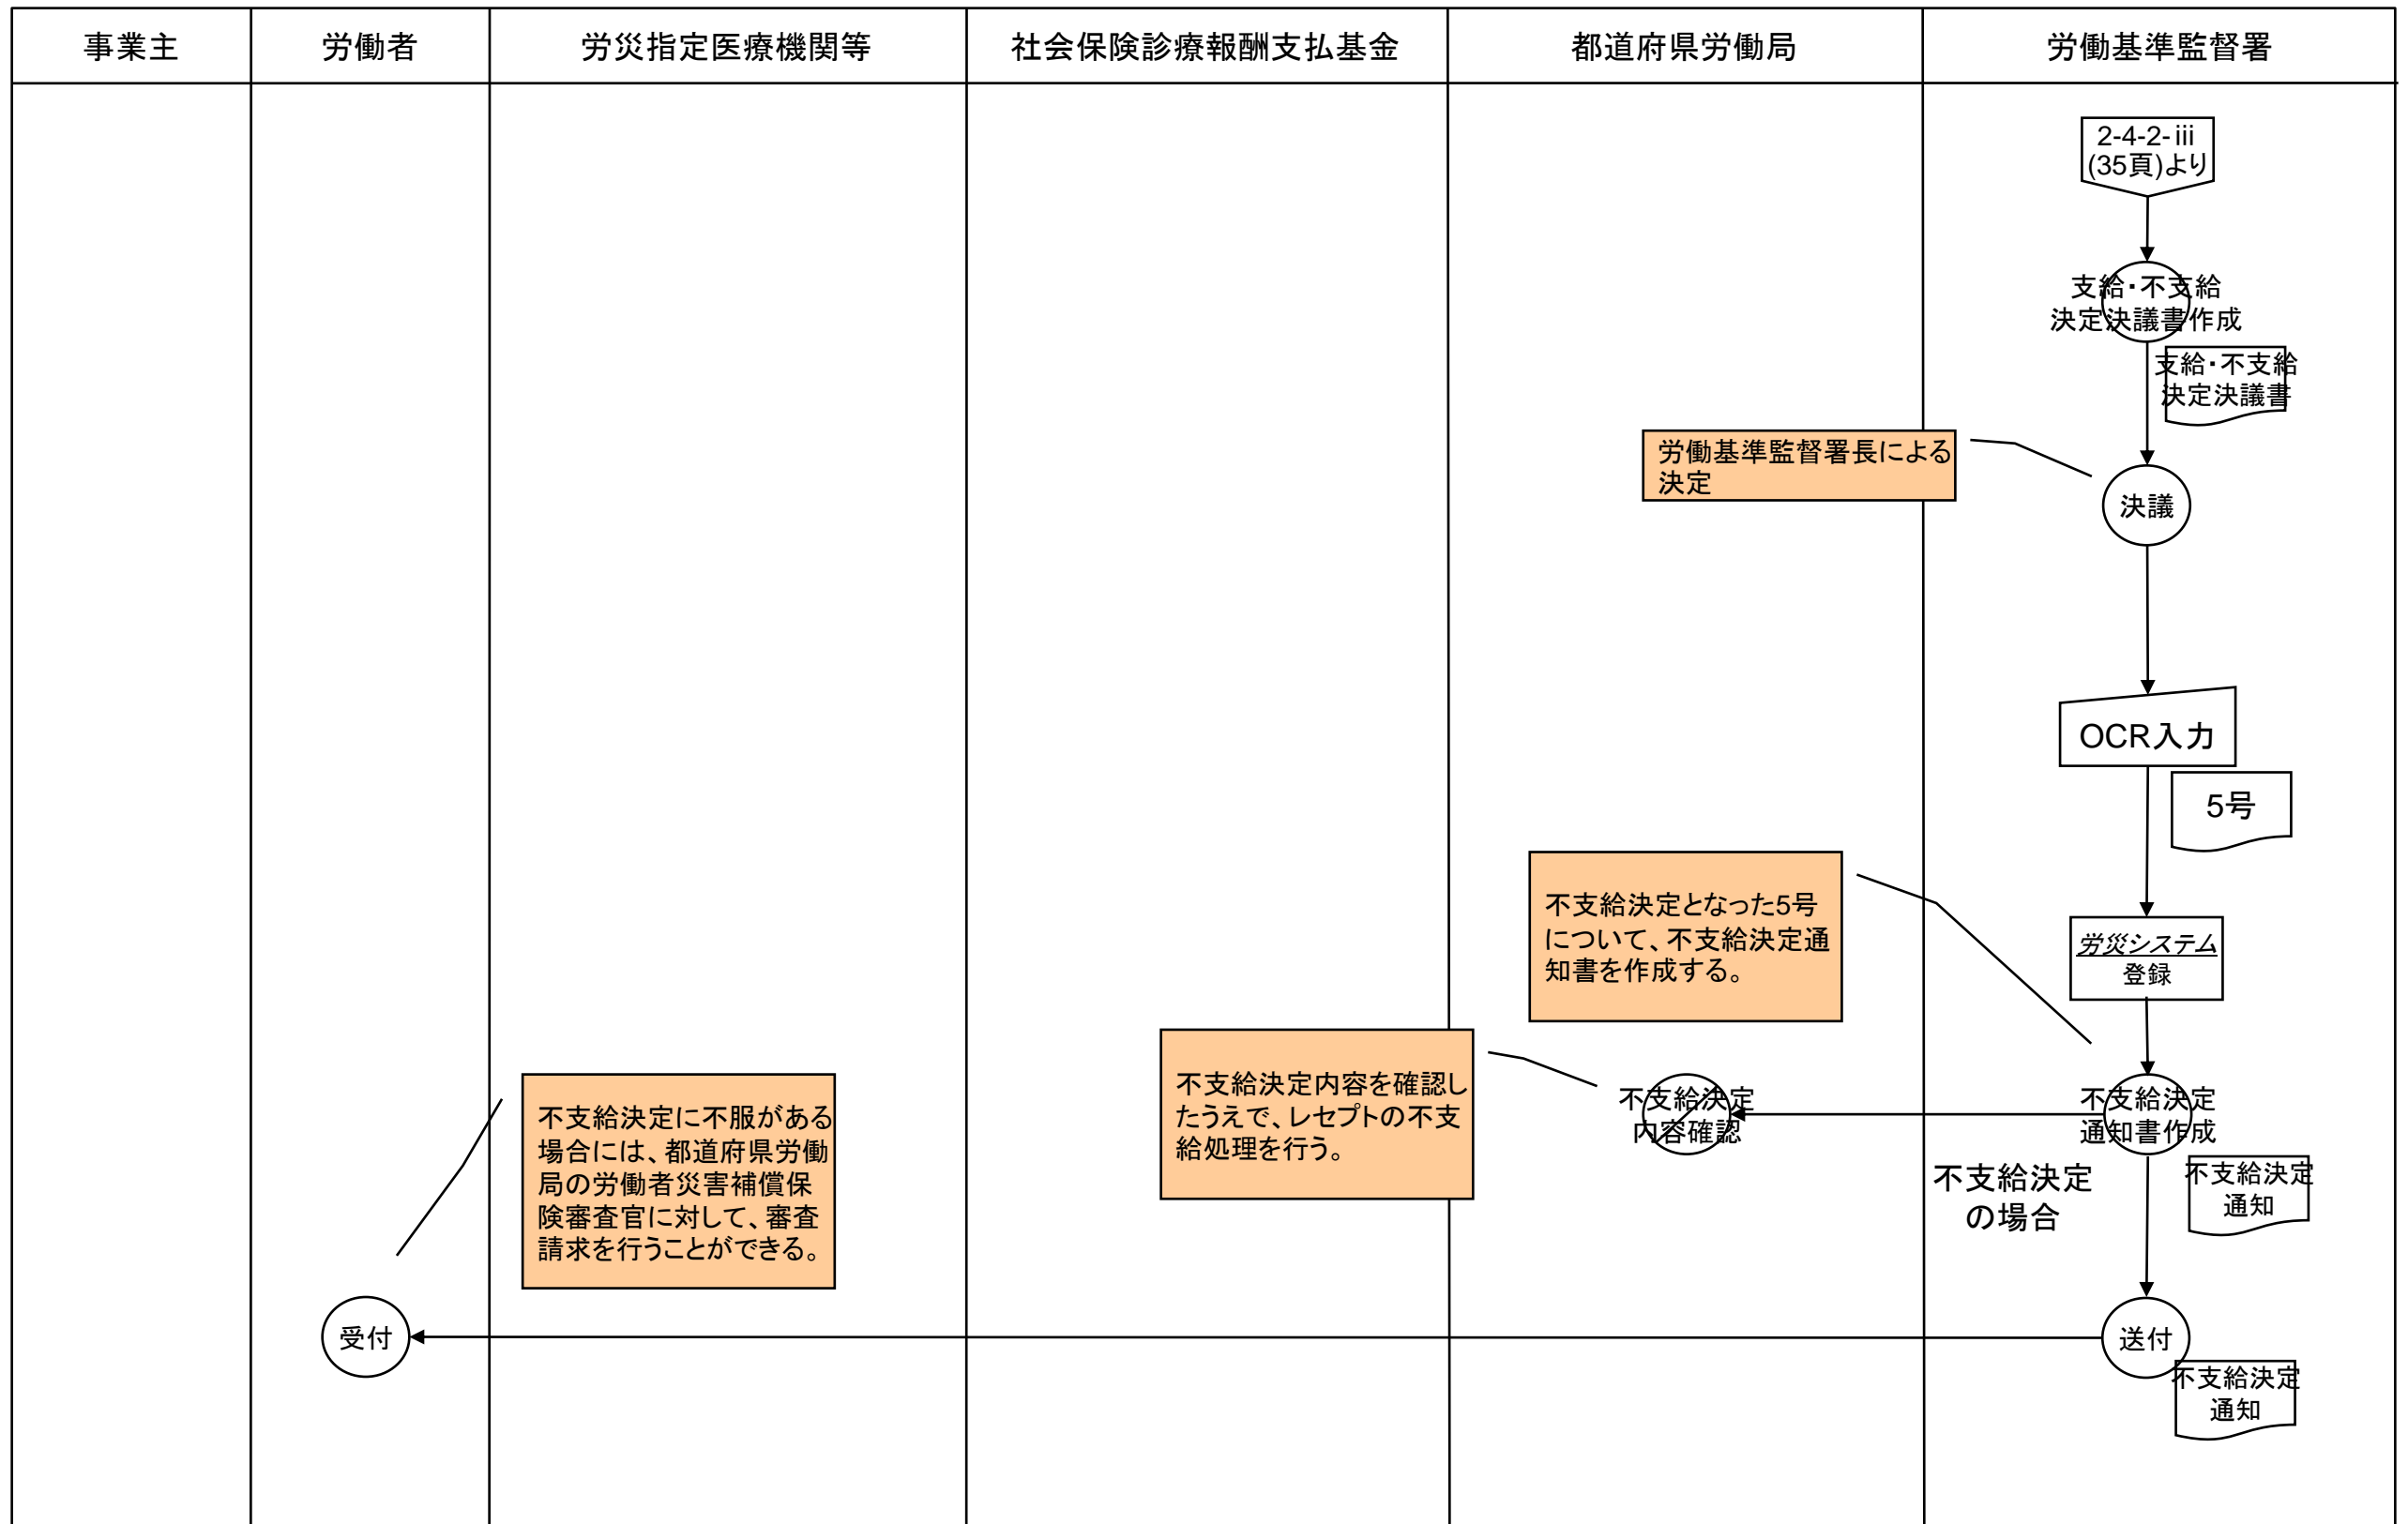 事業主
労働者
労災指定医療機関等
社会保険診療報酬支払基金
都道府県労働局
労働基準監督署
2-4-2-ⅲ
(35頁)より
支給・不支給
決定決議書作成
支給・不支給
決定決議書
労働基準監督署長による
決定
決議
OCR入力
5号
不支給決定となった5号
について、不支給決定通
知書を作成する。
労災システム
登録
不支給決定内容を確認し
たうえで、レセプトの不支
給処理を行う。
不支給決定
内容確認
不支給決定
通知書作成
不支給決定
の場合
不支給決定
通知
不支給決定に不服がある
場合には、都道府県労働
局の労働者災害補償保
険審査官に対して、審査
請求を行うことができる。
受付
送付
不支給決定
通知